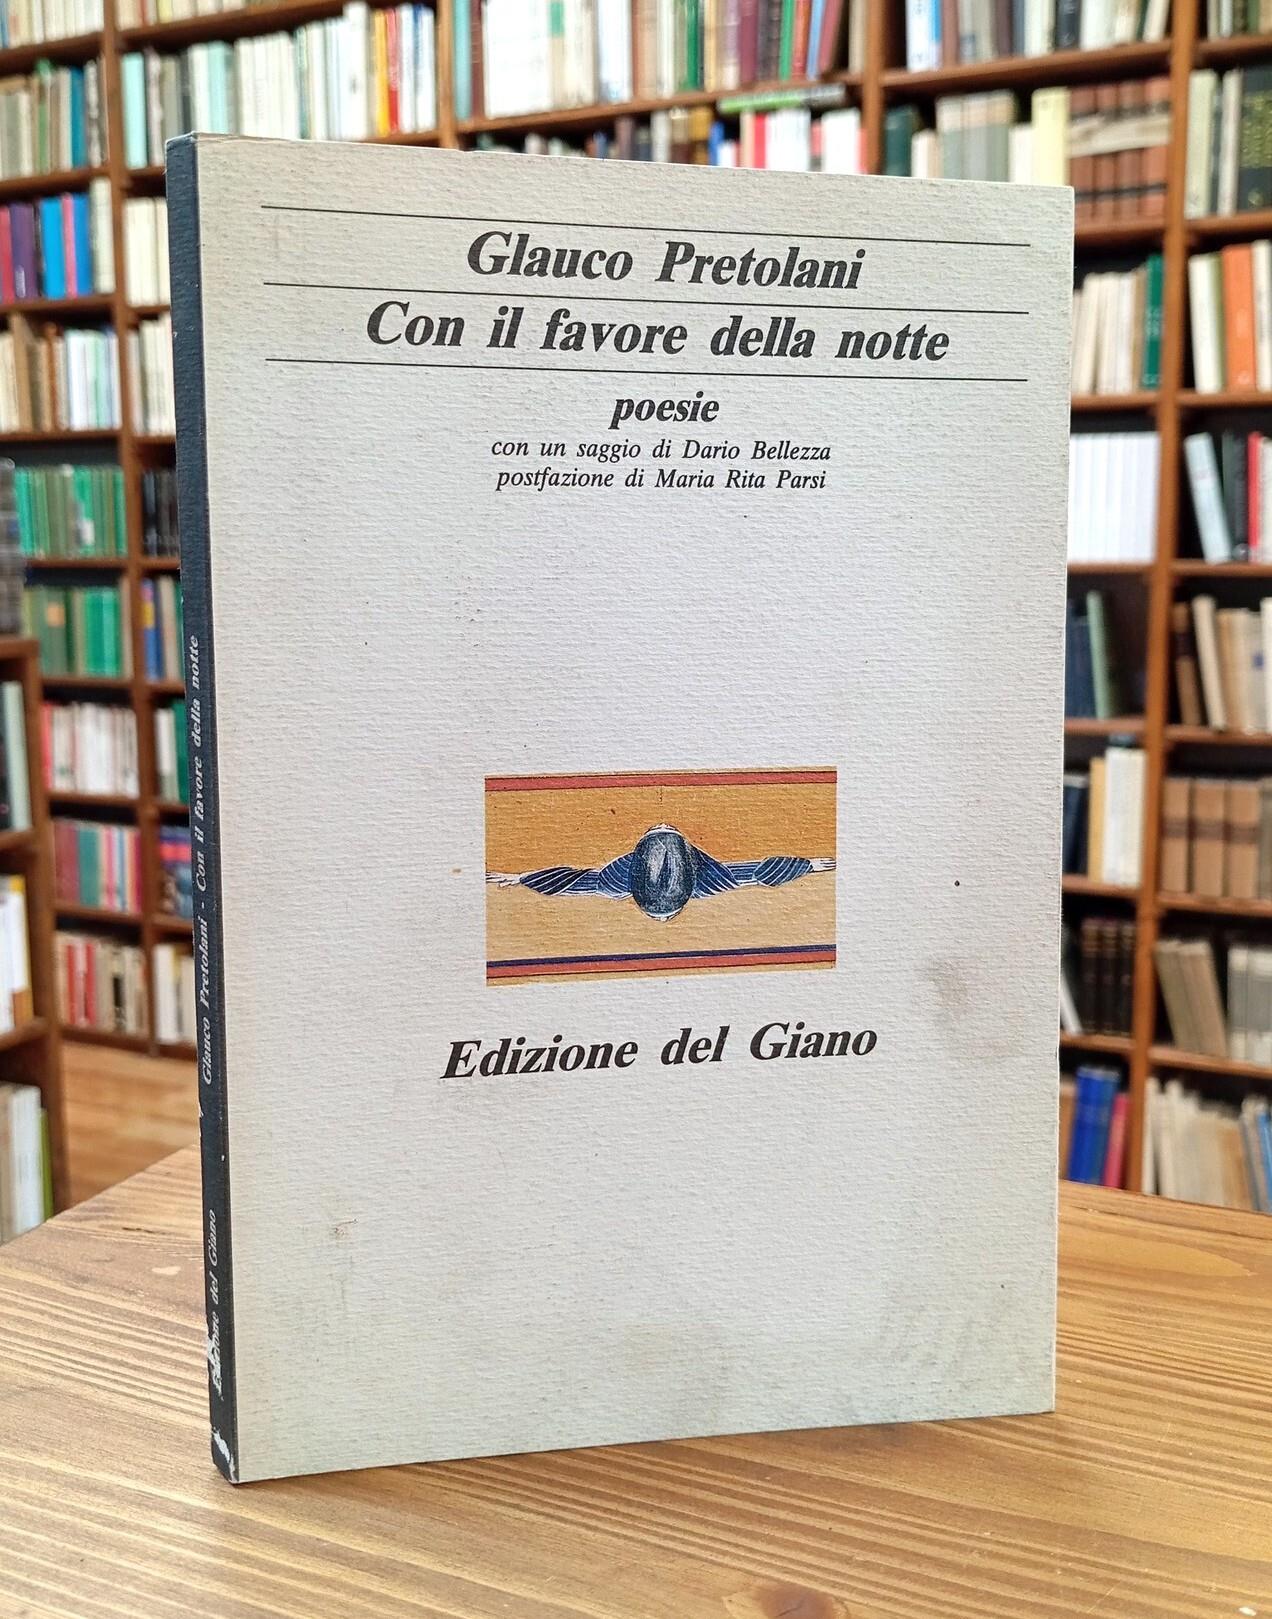 Glauco Pretolani
Con il favore della notte
poesie
con un saggio di Dario Bellezza
postfazione di Maria Rita Parsi
Edizione del Giano
Glauco Pretolani - Con il favore della notte
Edizione del Giano